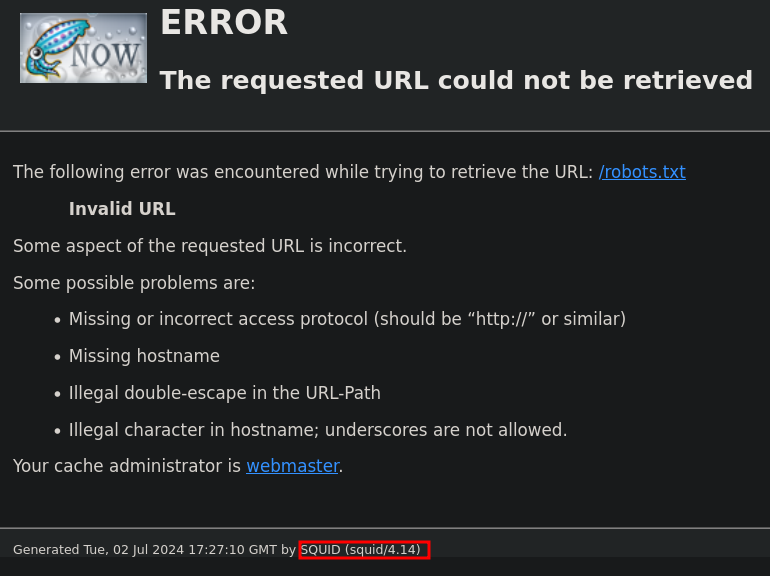 NOW
ERROR
The requested URL could not be retrieved
The following error was encountered while trying to retrieve the URL: /robots.txt
Invalid URL
Some aspect of the requested URL is incorrect.
Some possible problems are:
• Missing or incorrect access protocol (should be “http://” or similar)
• Missing hostname
• Illegal double-escape in the URL-Path
• Illegal character in hostname; underscores are not allowed.
Your cache administrator is webmaster.
Generated Tue, 02 Jul 2024 17:27:10 GMT by SQUID (squid/4.14)